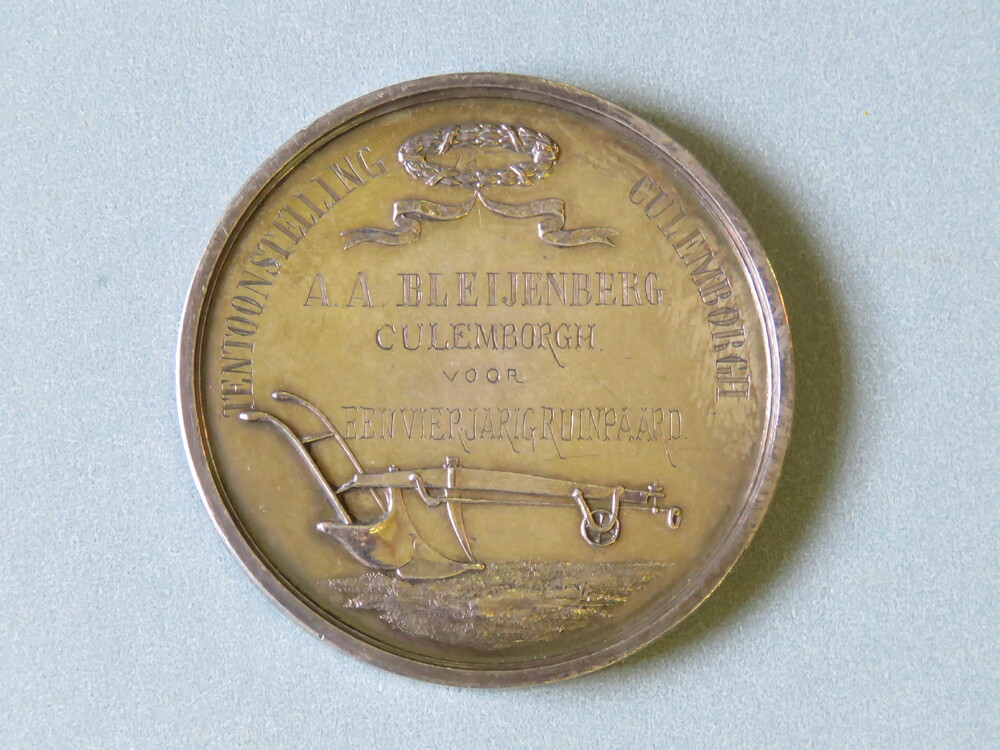 TENTOONSTELLING CULEMBORGH
A. A. BLEIJENBERG.
CULEMBORGH.
VOOR
EEN VIERJARIG RUINPAARD.